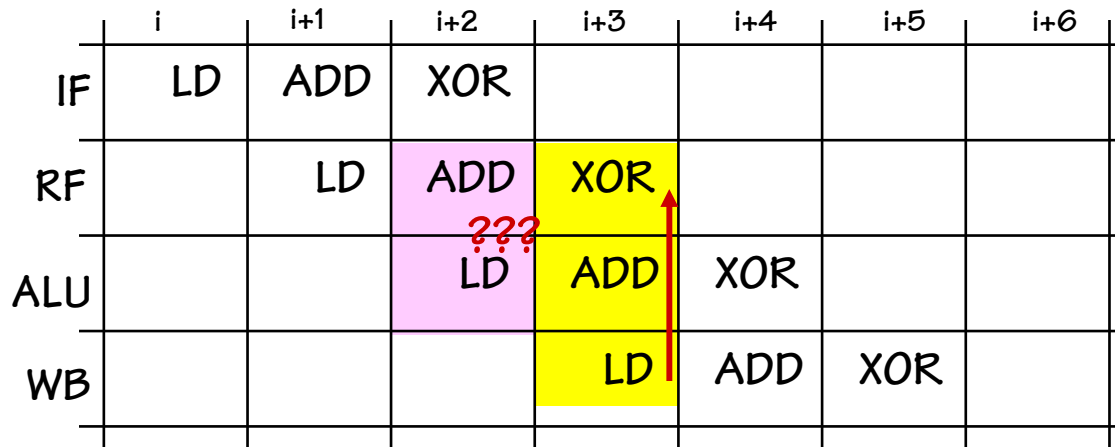 i i+1 i+2 i+3 i+4 i+5 i+6
IF LD ADD XOR
RF LD ADD XOR
???
ALU LD ADD XOR
WB LD ADD XOR